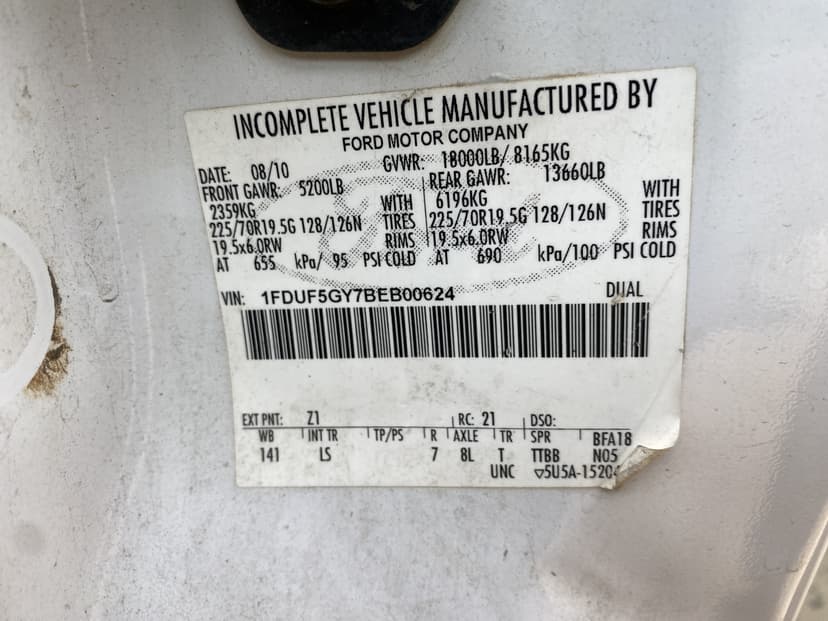 INCOMPLETE VEHICLE MANUFACTURED BY
FORD MOTOR COMPANY
DATE: 08/10 GVWR: 18000LB/ 8165KG
FRONT GAWR: 5200LB REAR GAWR: 13660LB
2359KG WITH 6196KG WITH
225/70R19.5G 128/126N TIRES 225/70R19.5G 128/126N TIRES
19.5x6.0RW RIMS 19.5x6.0RW RIMS
AT 655 kPa/ 95 PSI COLD AT 690 kPa/100 PSI COLD
VIN: 1FDUF5GY7BEB00624 DUAL
EXT PNT: Z1 RC: 21 DSO:
WB INT TR TP/PS R AXLE TR SPR BFA18
141 LS 7 8L T TTBB N05
UNC ▽5U5A-15204